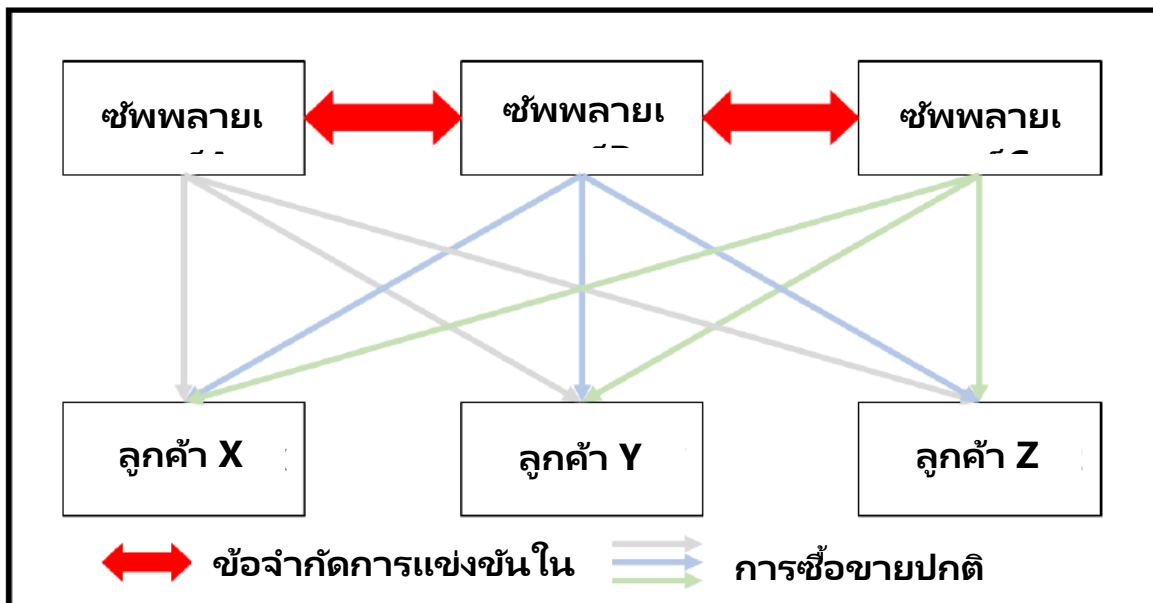 ซัพพลายเ
ซัพพลายเ
ซัพพลายเ
ลูกค้า X
ลูกค้า Y
ลูกค้า Z
ข้อจำกัดการแข่งขันใน
การซื้อขายปกติ